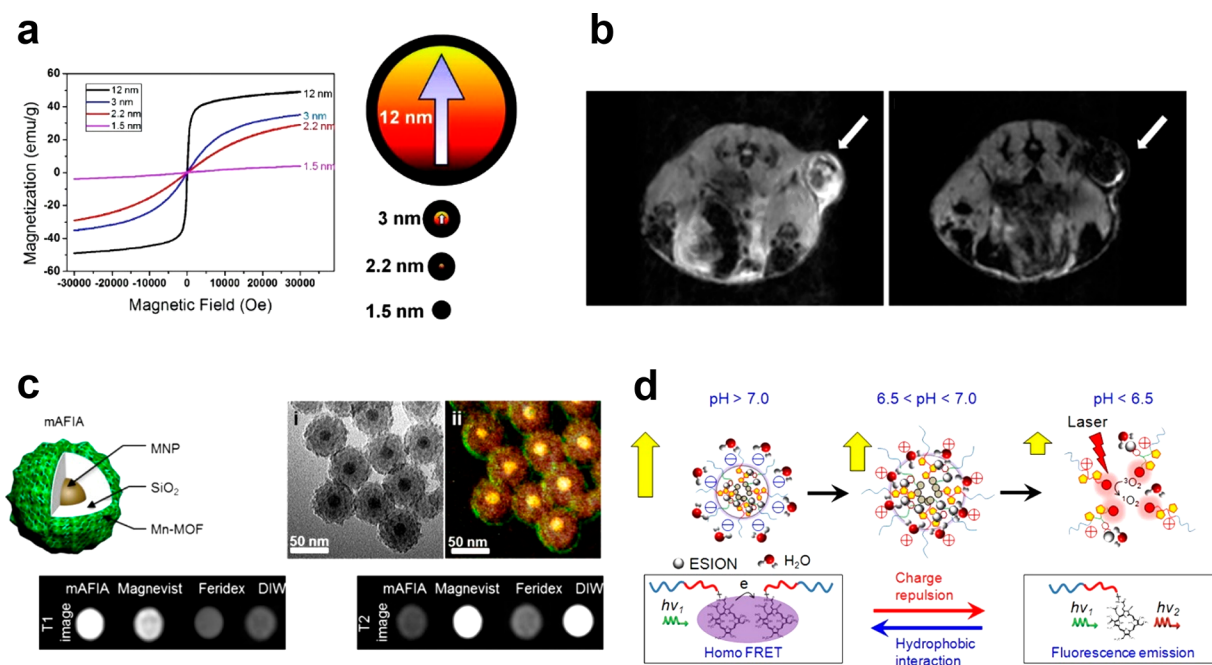 a
Magnetization (emu/g)
60
40
20
0
-20
-40
-60
12 nm
3 nm
2.2 nm
1.5 nm
12 nm
3 nm
2.2 nm
1.5 nm
-30000 -20000 -10000 0 10000 20000 30000
Magnetic Field (Oe)
12 nm
3 nm
2.2 nm
1.5 nm
b
c
mAFIA
MNP
SiO2
Mn-MOF
i
50 nm
ii
50 nm
T1
image
mAFIA Magnevist Feridex DIW
T2
image
mAFIA Magnevist Feridex DIW
d
pH > 7.0
6.5 < pH < 7.0
pH < 6.5
Laser
3O2
1O2
ESION
H2O
hv1
e
Homo FRET
Charge
repulsion
Hydrophobic
interaction
hv1
hv2
Fluorescence emission